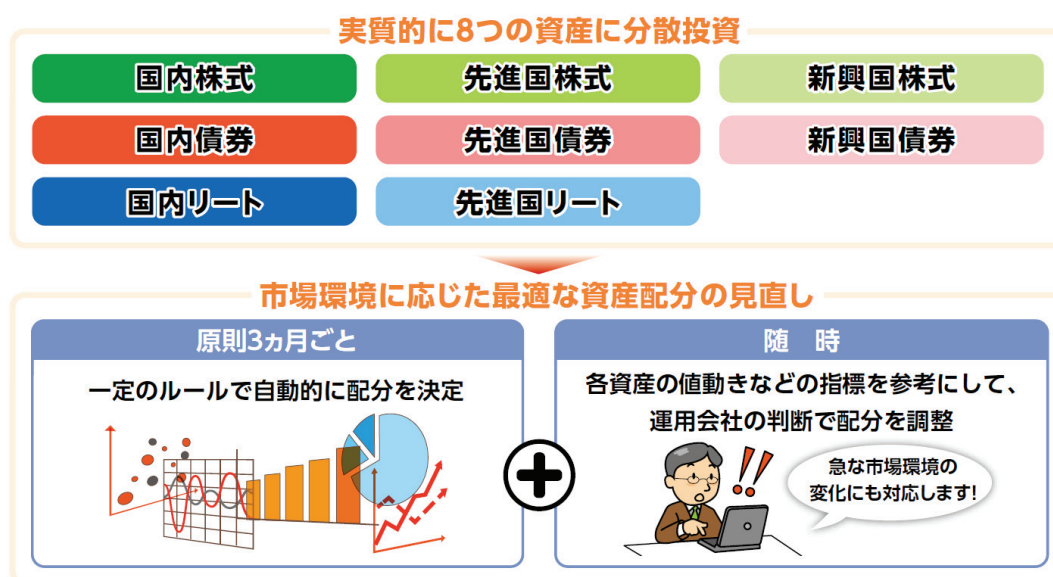 実質的に8つの資産に分散投資
国内株式
先進国株式
新興国株式
国内債券
先進国債券
新興国債券
国内リート
先進国リート
市場環境に応じた最適な資産配分の見直し
原則3ヵ月ごと
一定のルールで自動的に配分を決定
随 時
各資産の値動きなどの指標を参考にして、
運用会社の判断で配分を調整
急な市場環境の
変化にも対応します!